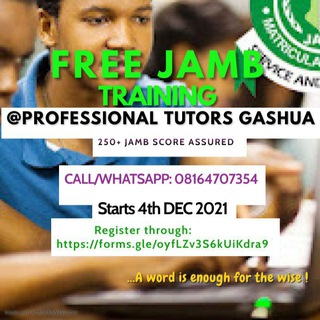 FREE JAMB
TRAINING
@PROFESSIONAL TUTORS GASHUA
250+ JAMB SCORE ASSURED
CALL/WHATSAPP: 08164707354
Starts 4th DEC 2021
Register through:
https://forms.gle/oyfLZv3S6kUiKdra9
...A word is enough for the wise !